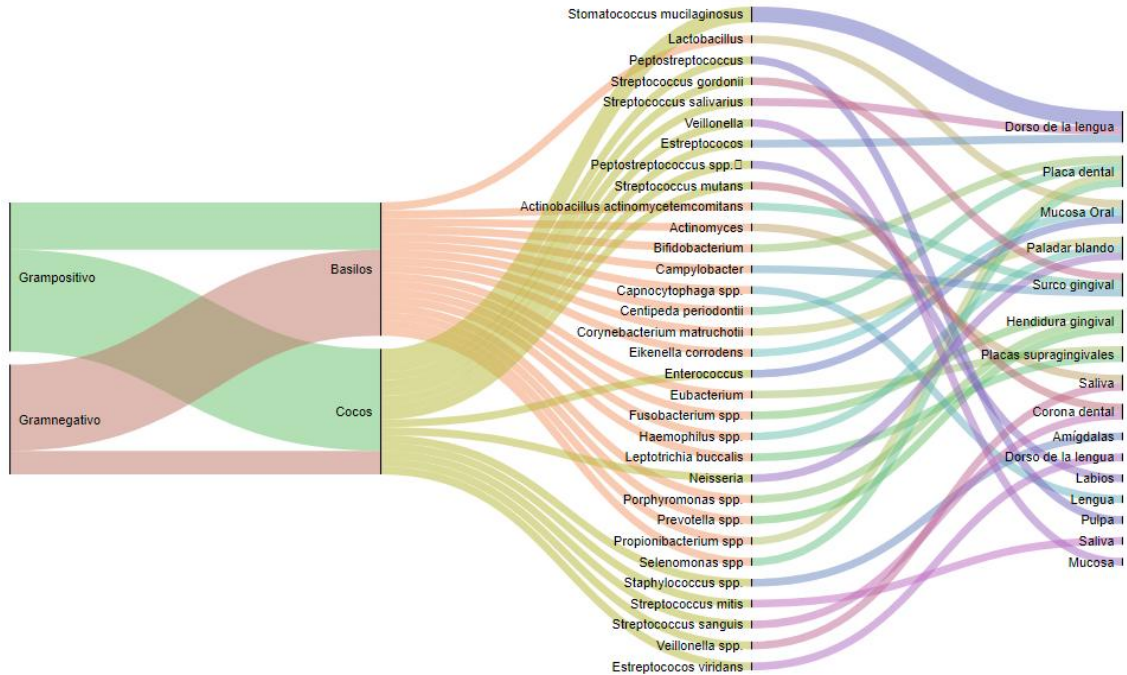 Grampositivo
Gramnegativo
Basilos
Cocos
Stomatococcus mucilaginosus
Lactobacillus
Peptostreptococcus
Streptococcus gordonii
Streptococcus salivarius
Veillonella
Estreptococos
Peptostreptococcus spp.
Streptococcus mutans
Actinobacillus actinomycetemcomitans
Actinomyces
Bifidobacterium
Campylobacter
Capnocytophaga spp.
Centipeda periodontii
Corynebacterium matruchotii
Eikenella corrodens
Enterococcus
Eubacterium
Fusobacterium spp.
Haemophilus spp.
Leptotrichia buccalis
Neisseria
Porphyromonas spp.
Prevotella spp.
Propionibacterium spp
Selenomonas spp
Staphylococcus spp.
Streptococcus mitis
Streptococcus sanguis
Veillonella spp.
Estreptococos viridans
Dorso de la lengua
Placa dental
Mucosa Oral
Paladar blando
Surco gingival
Hendidura gingival
Placas supragingivales
Saliva
Corona dental
Amígdalas
Dorso de la lengua
Labios
Lengua
Pulpa
Saliva
Mucosa